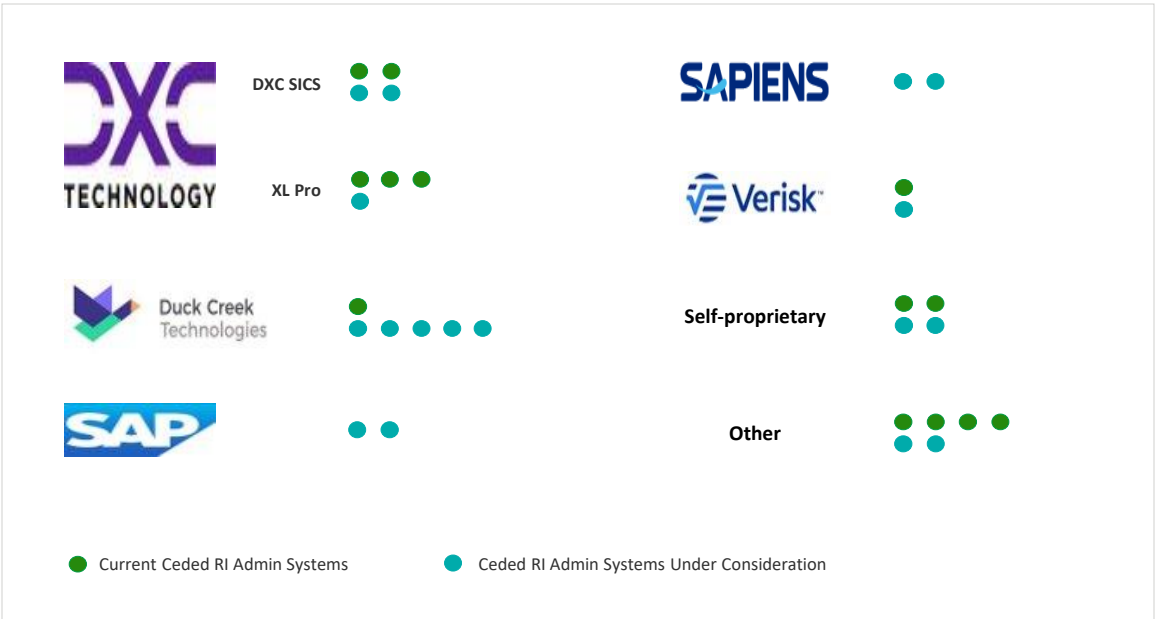 DXC
TECHNOLOGY
DXC SICS
XL Pro
Duck Creek
Technologies
SAP
SAPIENS
Verisk™
Self-proprietary
Other
Current Ceded RI Admin Systems
Ceded RI Admin Systems Under Consideration